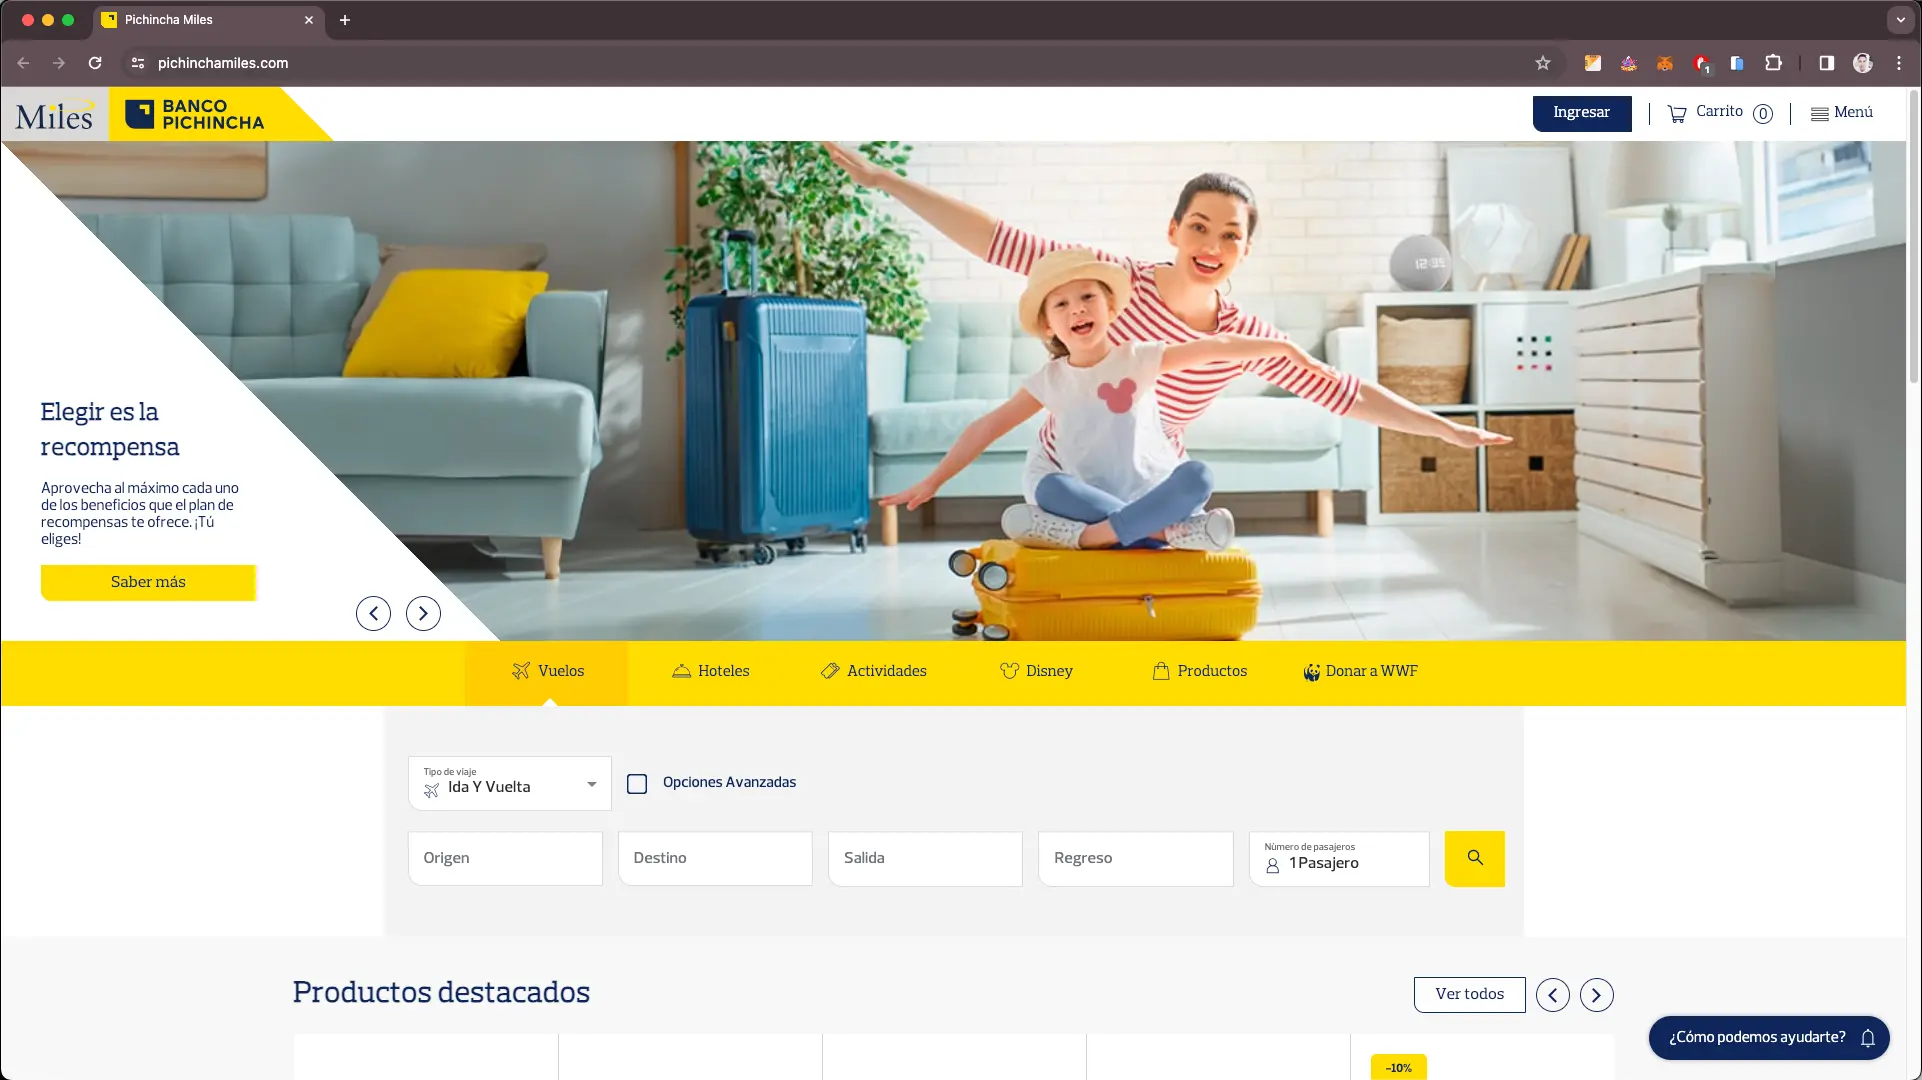 Pichincha Miles
pichinchamiles.com
1
Miles
BANCO
PICHINCHA
Ingresar
Carrito
0
Menú
12:35
Elegir es la
recompensa
Aprovecha al máximo cada uno
de los beneficios que el plan de
recompensas te ofrece. ¡Tú
eliges!
Saber más
Vuelos
Hoteles
Actividades
Disney
Productos
Donar a WWF
Tipo de viaje
Ida Y Vuelta
Opciones Avanzadas
Origen
Destino
Salida
Regreso
Número de pasajeros
1 Pasajero
Productos destacados
Ver todos
¿Cómo podemos ayudarte?
-10%